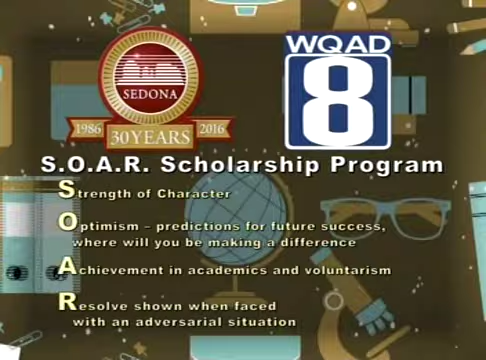 SEDONA
1986 30 YEARS 2016
WQAD
8
S.O.A.R. Scholarship Program
Strength of Character
Optimism – predictions for future success,
where will you be making a difference
Achievement in academics and voluntarism
Resolve shown when faced
with an adversarial situation